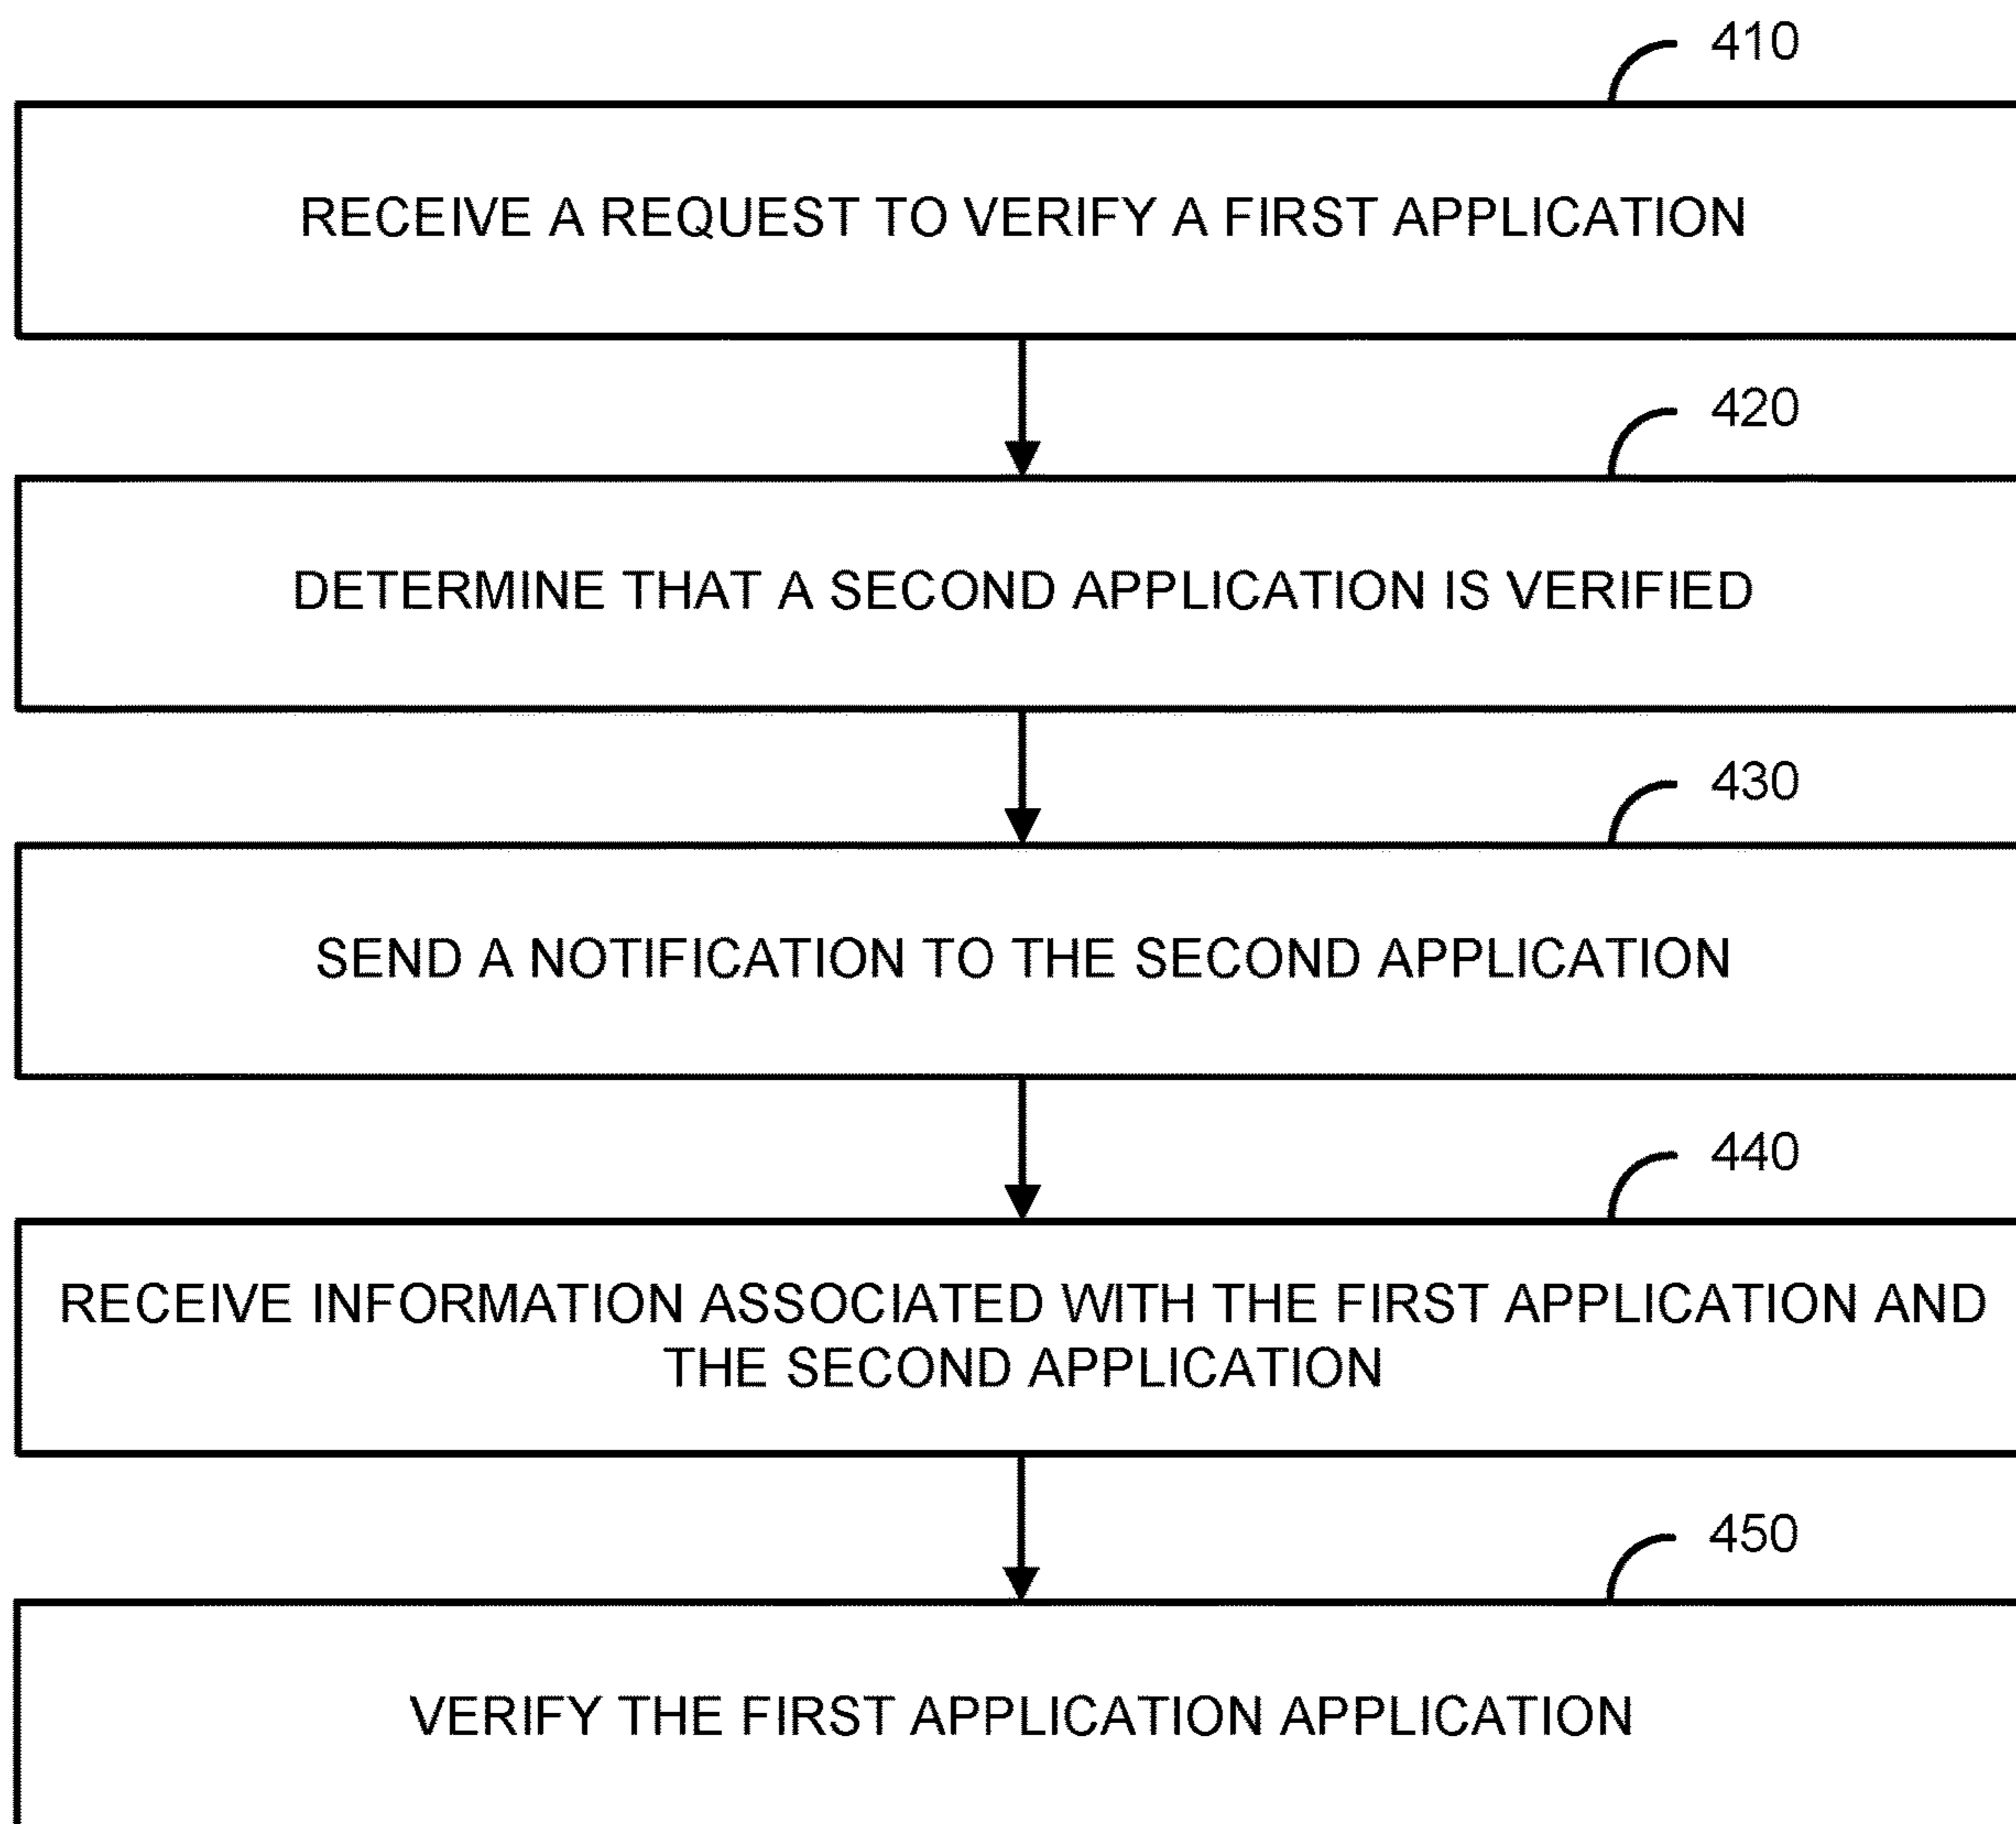 410
RECEIVE A REQUEST TO VERIFY A FIRST APPLICATION
420
DETERMINE THAT A SECOND APPLICATION IS VERIFIED
430
SEND A NOTIFICATION TO THE SECOND APPLICATION
440
RECEIVE INFORMATION ASSOCIATED WITH THE FIRST APPLICATION AND
THE SECOND APPLICATION
450
VERIFY THE FIRST APPLICATION APPLICATION